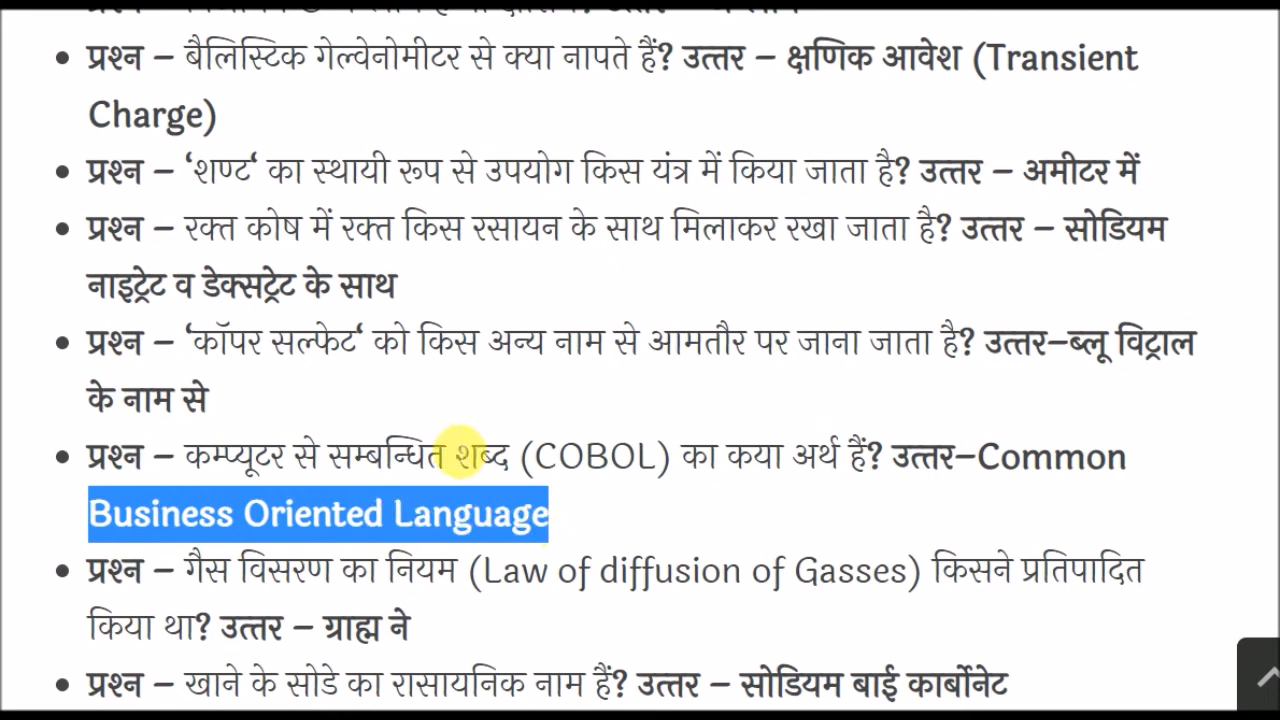 • प्रश्न – बैलिस्टिक गेल्वेनोमीटर से क्या नापते हैं? उत्तर – क्षणिक आवेश (Transient
Charge)
• प्रश्न – ‘शण्ट‘ का स्थायी रूप से उपयोग किस यंत्र में किया जाता है? उत्तर – अमीटर में
• प्रश्न – रक्त कोष में रक्त किस रसायन के साथ मिलाकर रखा जाता है? उत्तर – सोडियम
नाइट्रेट व डेक्सट्रेट के साथ
• प्रश्न – ‘कॉपर सल्फेट‘ को किस अन्य नाम से आमतौर पर जाना जाता है? उत्तर–ब्लू विट्राल
के नाम से
• प्रश्न – कम्प्यूटर से सम्बन्धित शब्द (COBOL) का कया अर्थ हैं? उत्तर–Common
Business Oriented Language
• प्रश्न – गैस विसरण का नियम (Law of diffusion of Gasses) किसने प्रतिपादित
किया था? उत्तर – ग्राह्म ने
• प्रश्न – खाने के सोडे का रासायनिक नाम हैं? उत्तर – सोडियम बाई कार्बोनेट